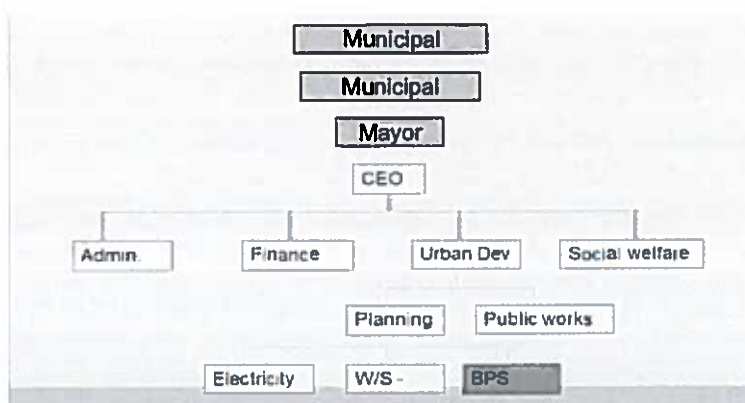 Municipal
Municipal
Mayor
CEO
Admin.
Finance
Urban Dev
Social welfare
Planning
Public works
Electricity
W/S -
BPS